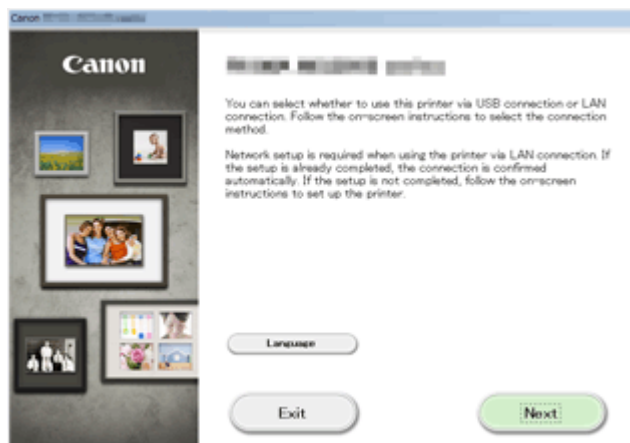 Canon
Canon
series
You can select whether to use this printer via USB connection or LAN
connection. Follow the on-screen instructions to select the connection
method.
Network setup is required when using the printer via LAN connection. If
the setup is already completed, the connection is confirmed
automatically. If the setup is not completed, follow the on-screen
instructions to set up the printer.
Language
Exit
Next